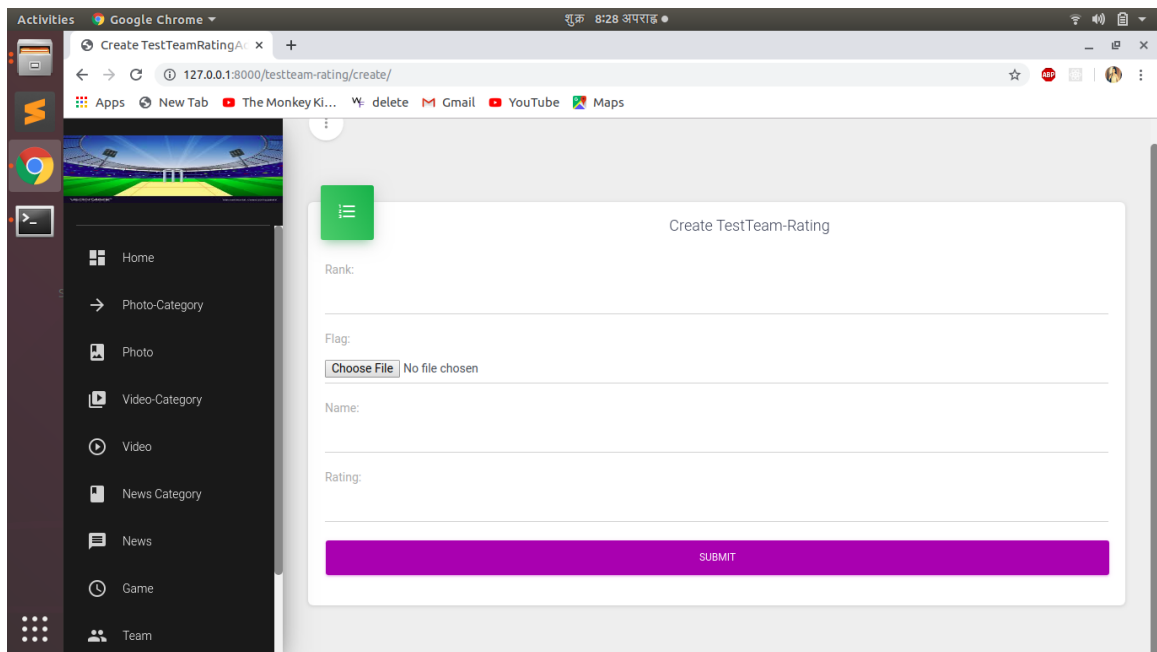 Activities Google Chrome शुक्र 8:28 अपराह्न
Create TestTeamRatingAd
127.0.0.1:8000/testteam-rating/create/
ABP
Apps New Tab The Monkey Ki... delete Gmail YouTube Maps
Create TestTeam-Rating
Home
Photo-Category
Photo
Video-Category
Video
News Category
News
Game
Team
Rank:
Flag:
Choose File No file chosen
Name:
Rating:
SUBMIT